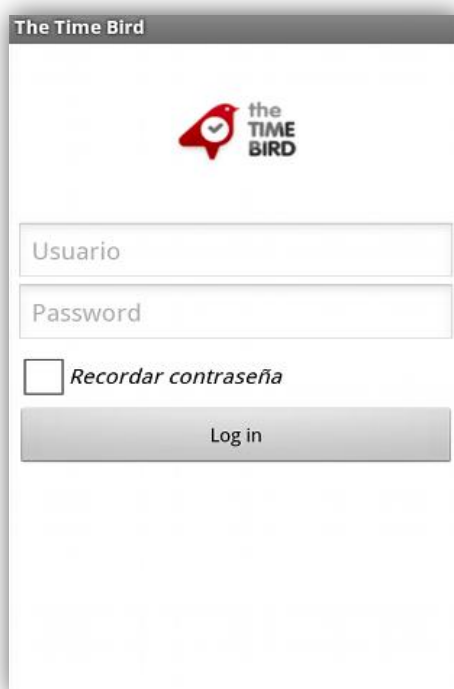 The Time Bird
the
TIME
BIRD
Usuario
Password
Recordar contraseña
Log in